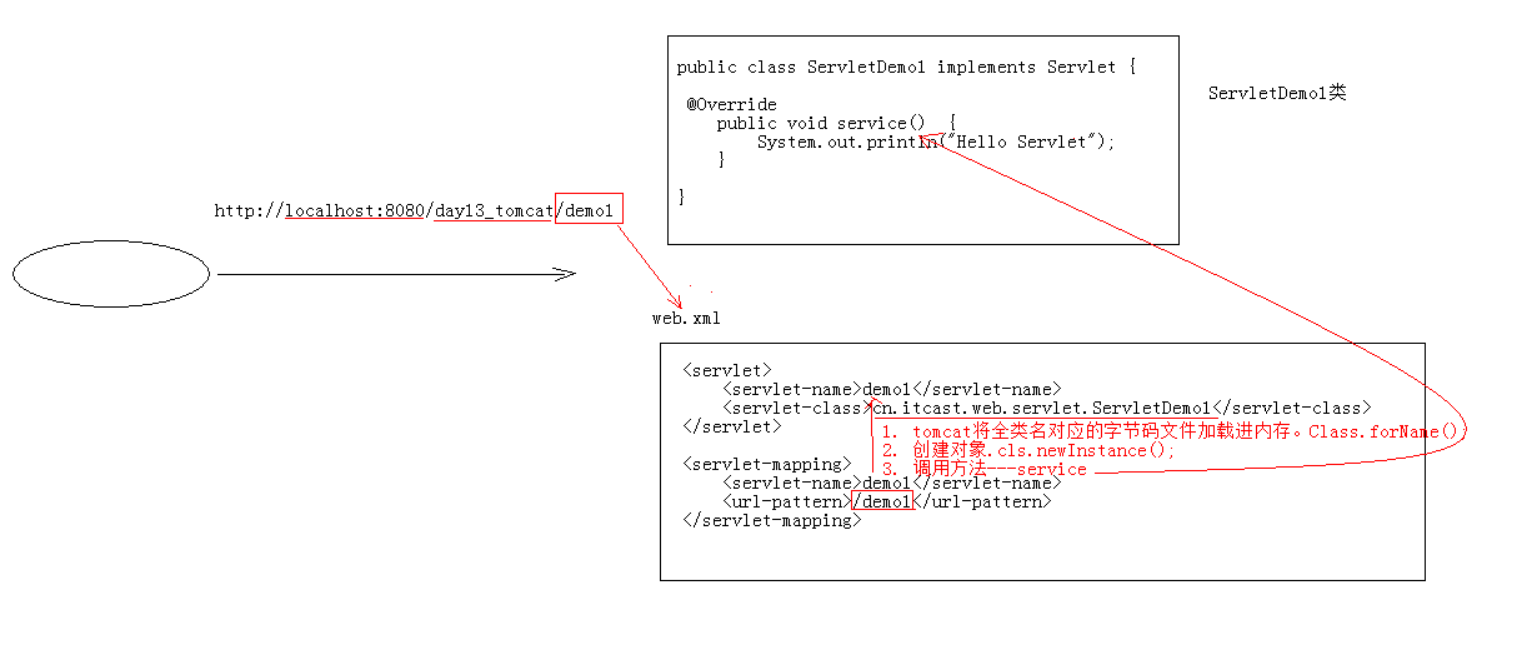 public class ServletDemo1 implements Servlet {
@Override
public void service()  {
System.out.println("Hello Servlet");
}
}
ServletDemo1类
http://localhost:8080/day13_tomcat/demo1
web.xml
<servlet>
<servlet-name>demo1</servlet-name>
<servlet-class>cn.itcast.web.servlet.ServletDemo1</servlet-class>
</servlet>
1. tomcat将全类名对应的字节码文件加载进内存。Class.forName()
2. 创建对象.cls.newInstance();
3. 调用方法---service
<servlet-mapping>
<servlet-name>demo1</servlet-name>
<url-pattern>/demo1</url-pattern>
</servlet-mapping>